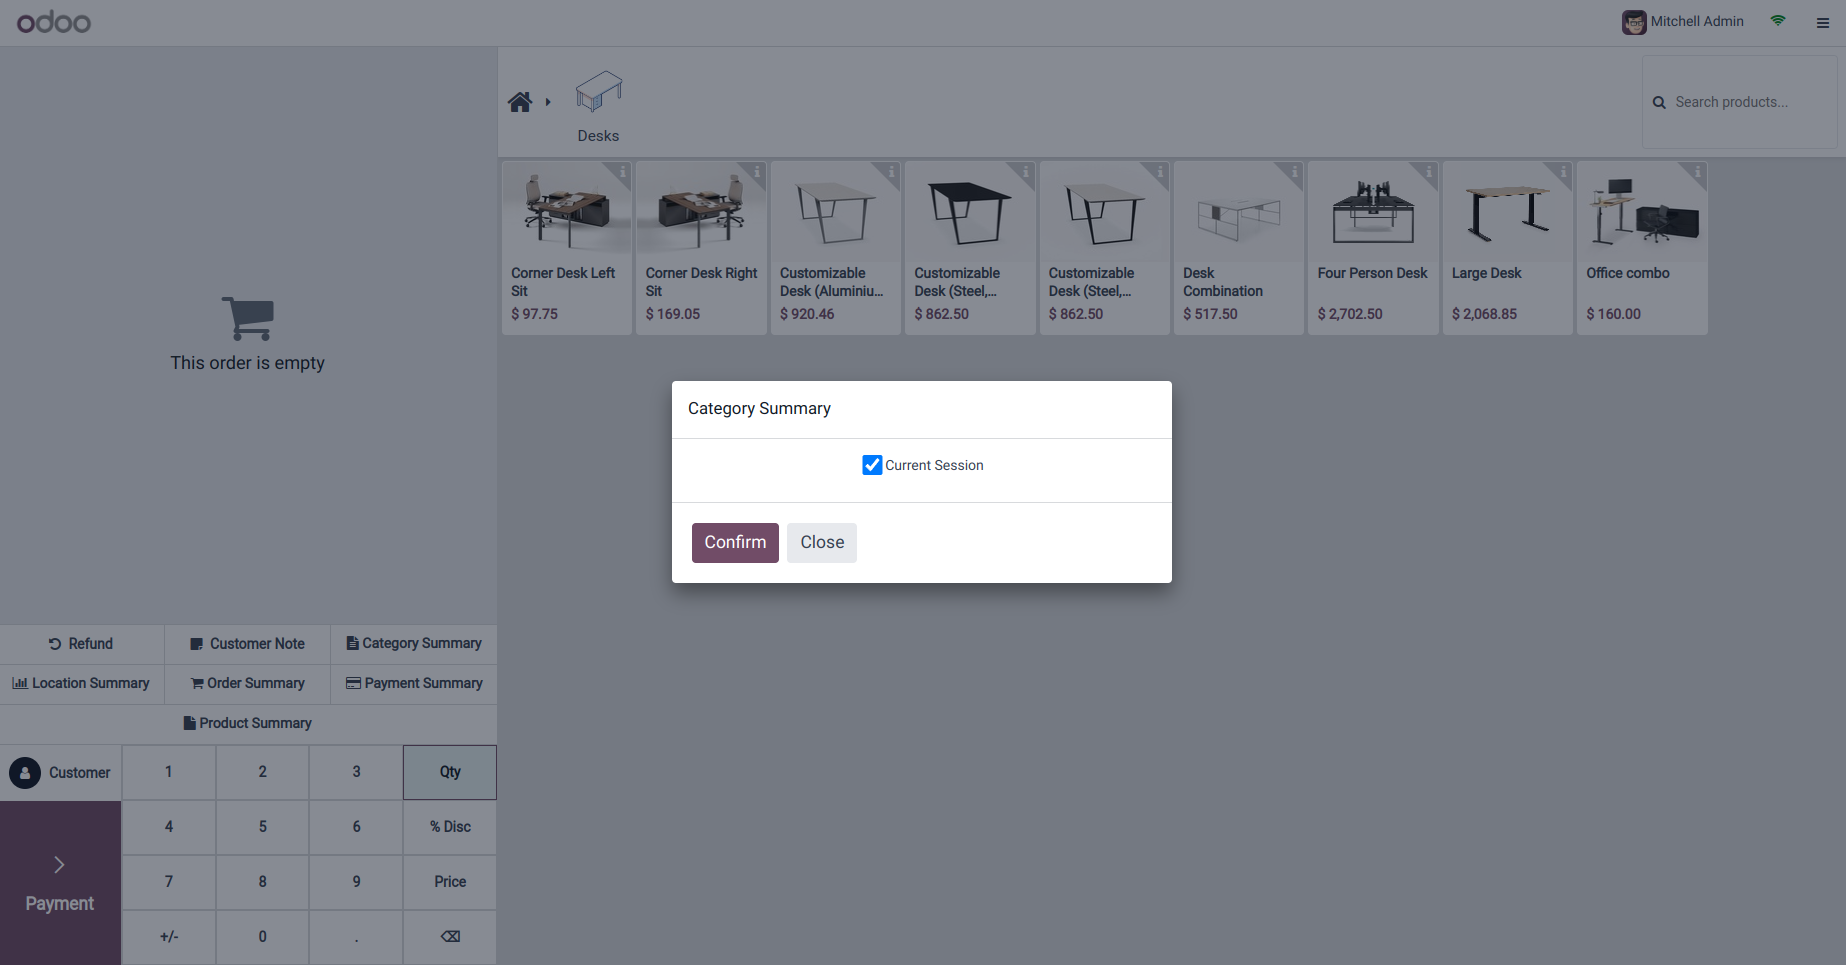 odoo
Mitchell Admin
Desks
Search products...
Corner Desk Left
Sit
$ 97.75
Corner Desk Right
Sit
$ 169.05
Customizable
Desk (Aluminiu...
$ 920.46
Customizable
Desk (Steel,...
$ 862.50
Customizable
Desk (Steel,...
$ 862.50
Desk
Combination
$ 517.50
Four Person Desk
$ 2,702.50
Large Desk
$ 2,068.85
Office combo
$ 160.00
This order is empty
Category Summary
Current Session
Confirm Close
Refund Customer Note Category Summary
Location Summary Order Summary Payment Summary
Product Summary
Customer 1 2 3 Qty
4 5 6 % Disc
7 8 9 Price
Payment
+/- 0 . ⌫